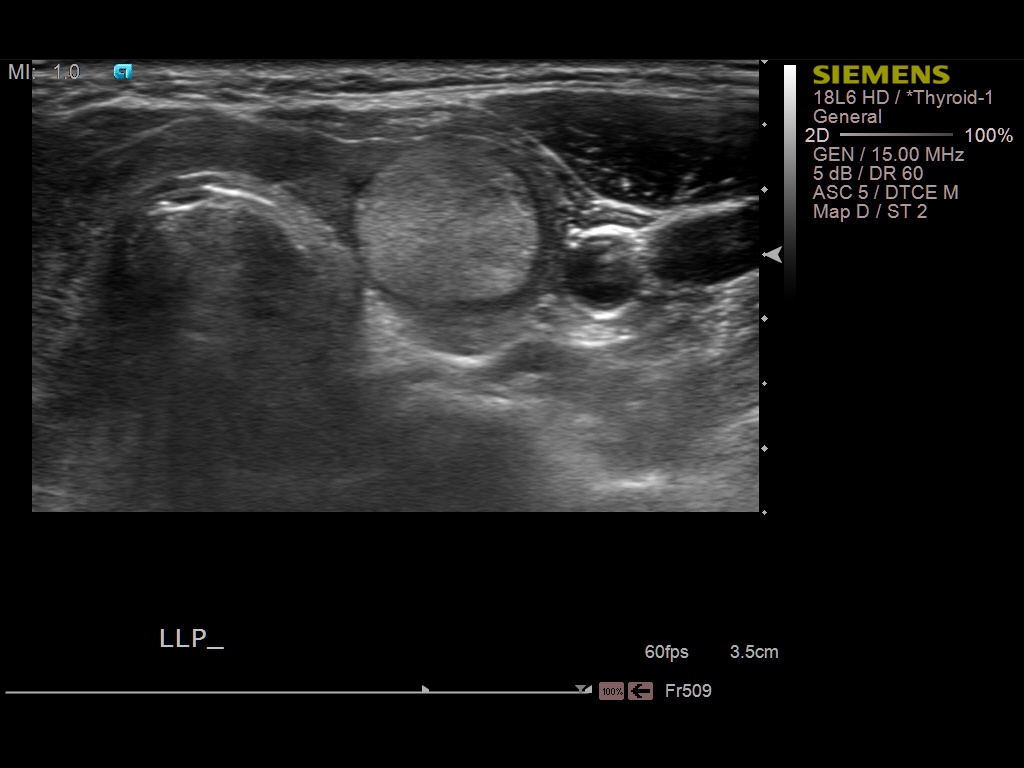 MI: 1.0
SIEMENS
18L6 HD / *Thyroid-1
General
2D 100%
GEN / 15.00 MHz
5 dB / DR 60
ASC 5 / DTCE M
Map D / ST 2
LLP_
60fps 3.5cm
100% Fr509